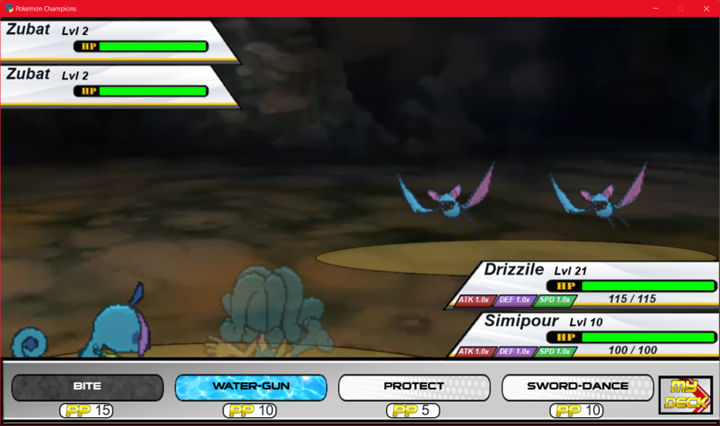 Pokemon Champions
Zubat Lvl 2
HP
Zubat Lvl 2
HP
Drizzile Lvl 21
HP
ATK 1.0x DEF 1.0x SPD 1.0x 115 / 115
Simipour Lvl 10
HP
ATK 1.0x DEF 1.0x SPD 1.0x 100 / 100
BITE WATER-GUN PROTECT SWORD-DANCE MY DECK
PP 15 PP 10 PP 5 PP 10